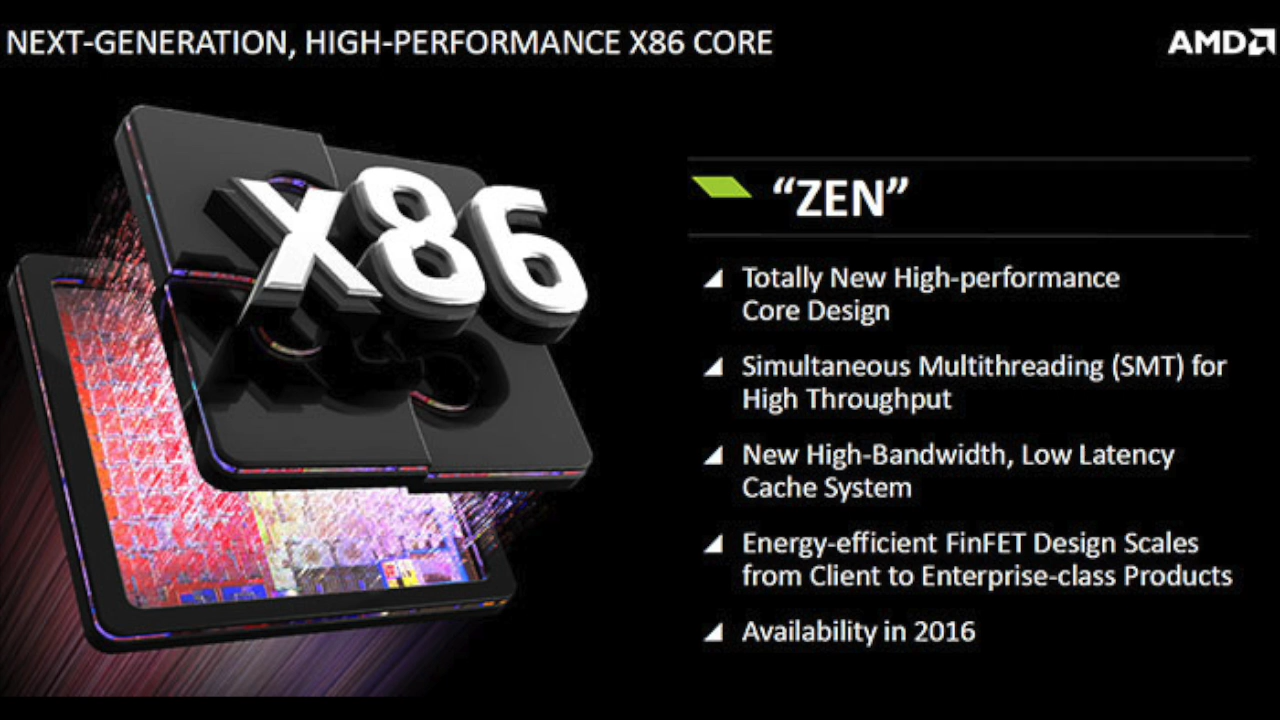 NEXT-GENERATION, HIGH-PERFORMANCE X86 CORE
AMD
X86
“ZEN”
Totally New High-performance
Core Design
Simultaneous Multithreading (SMT) for
High Throughput
New High-Bandwidth, Low Latency
Cache System
Energy-efficient FinFET Design Scales
from Client to Enterprise-class Products
Availability in 2016